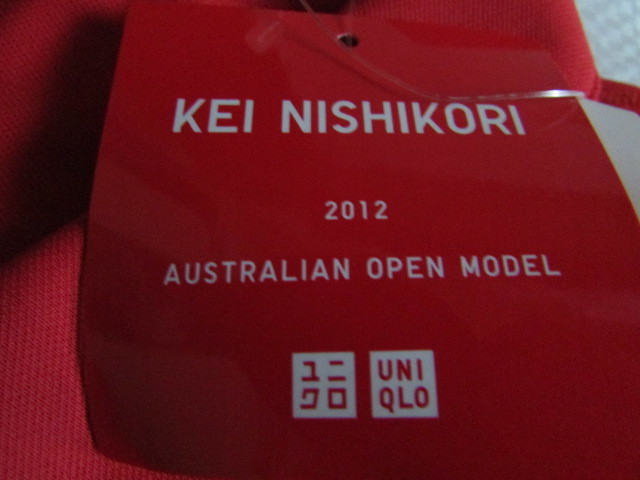 KEI NISHIKORI
2012
AUSTRALIAN OPEN MODEL
ユニ
クロ
UNI
QLO